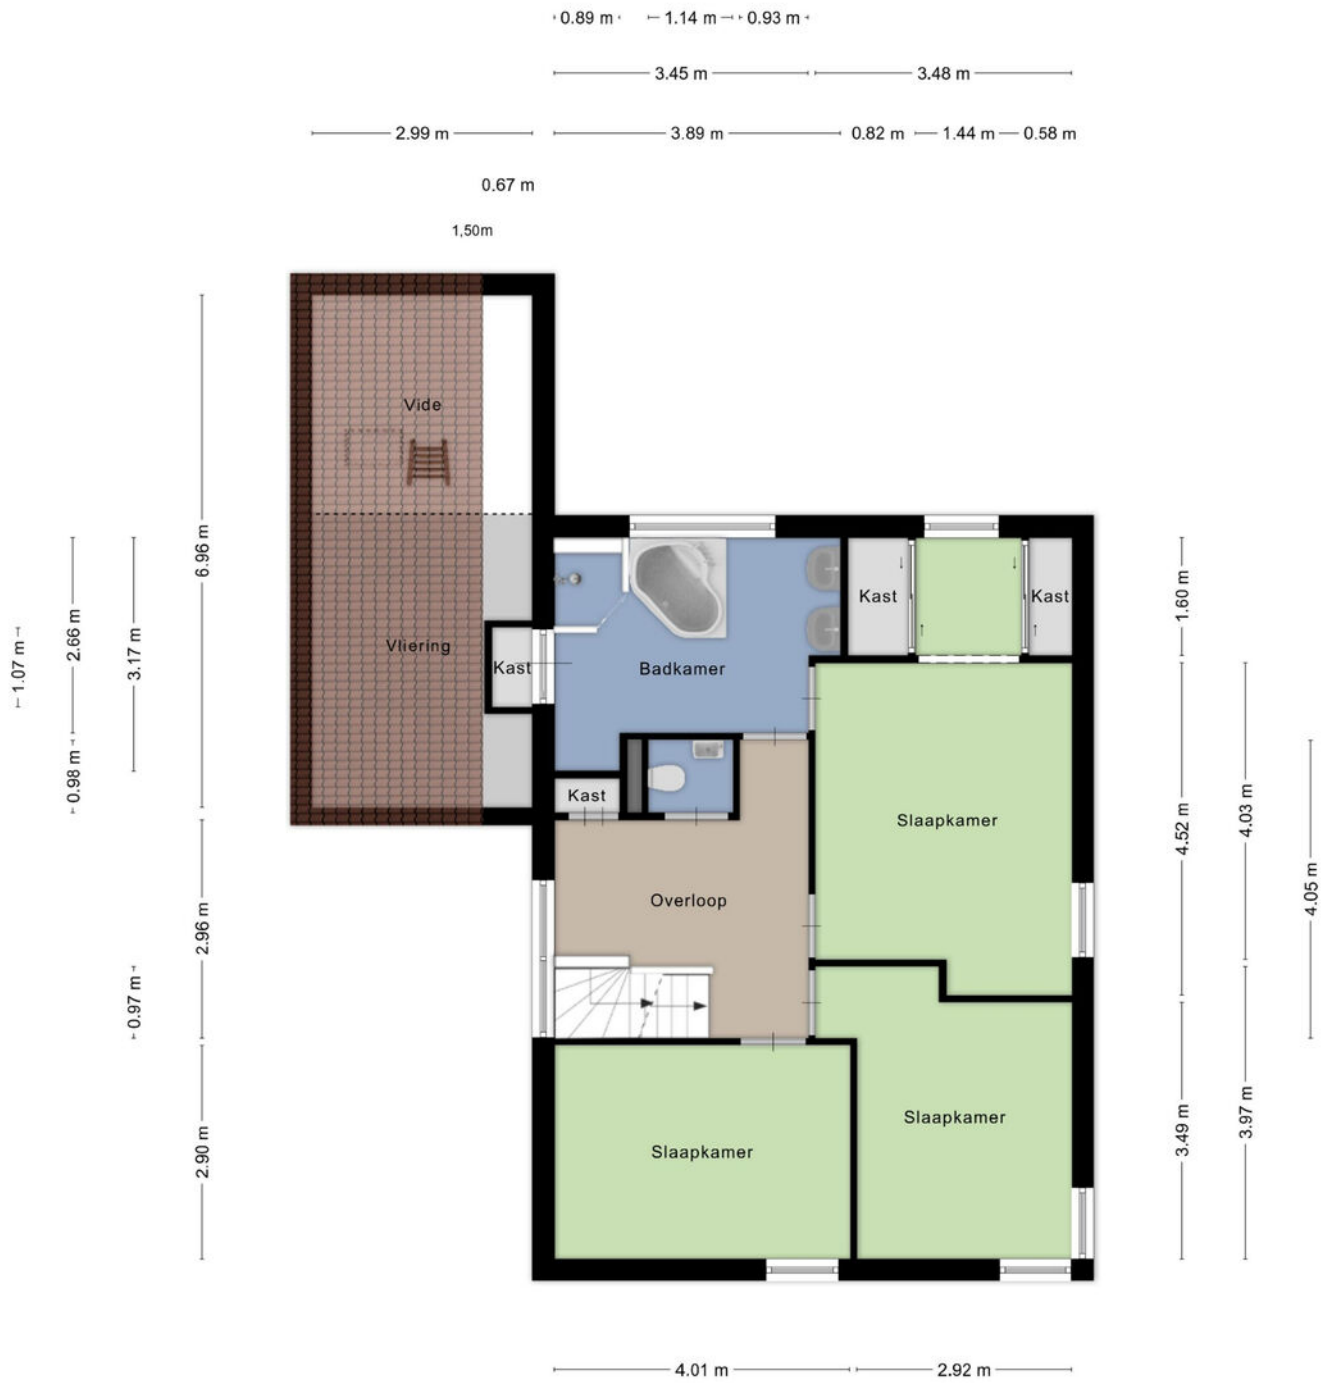 0.89 m 1.14 m 0.93 m
3.45 m 3.48 m
2.99 m 3.89 m 0.82 m 1.44 m 0.58 m
0.67 m
1,50m
Vide
6.96 m
Kast Kast
1.60 m
Vliering
2.66 m
3.17 m
1.07 m
Kast
Badkamer
0.98 m
Kast
Slaapkamer
4.52 m
4.03 m
4.05 m
Overloop
2.96 m
0.97 m
Slaapkamer
3.49 m
3.97 m
Slaapkamer
2.90 m
4.01 m 2.92 m